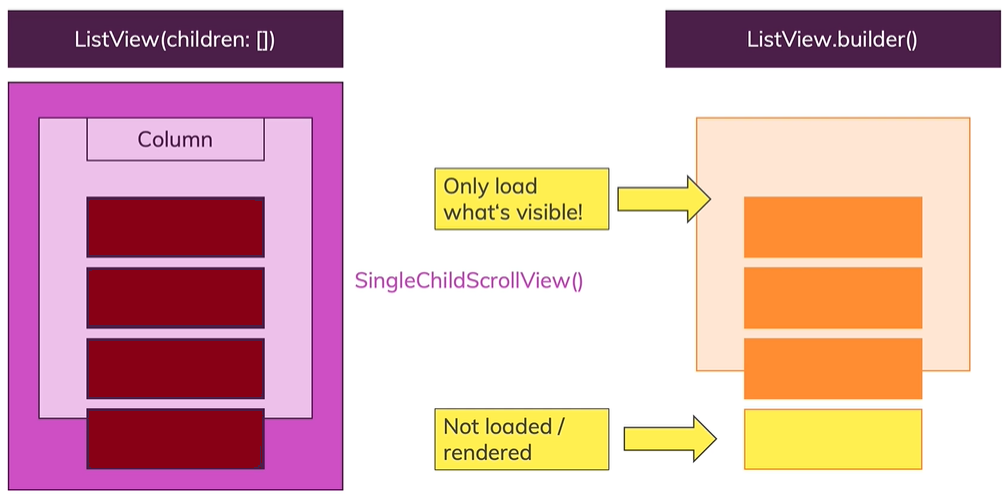 ListView(children: [])
ListView.builder()
Column
Only load
what‘s visible!
SingleChildScrollView()
Not loaded /
rendered